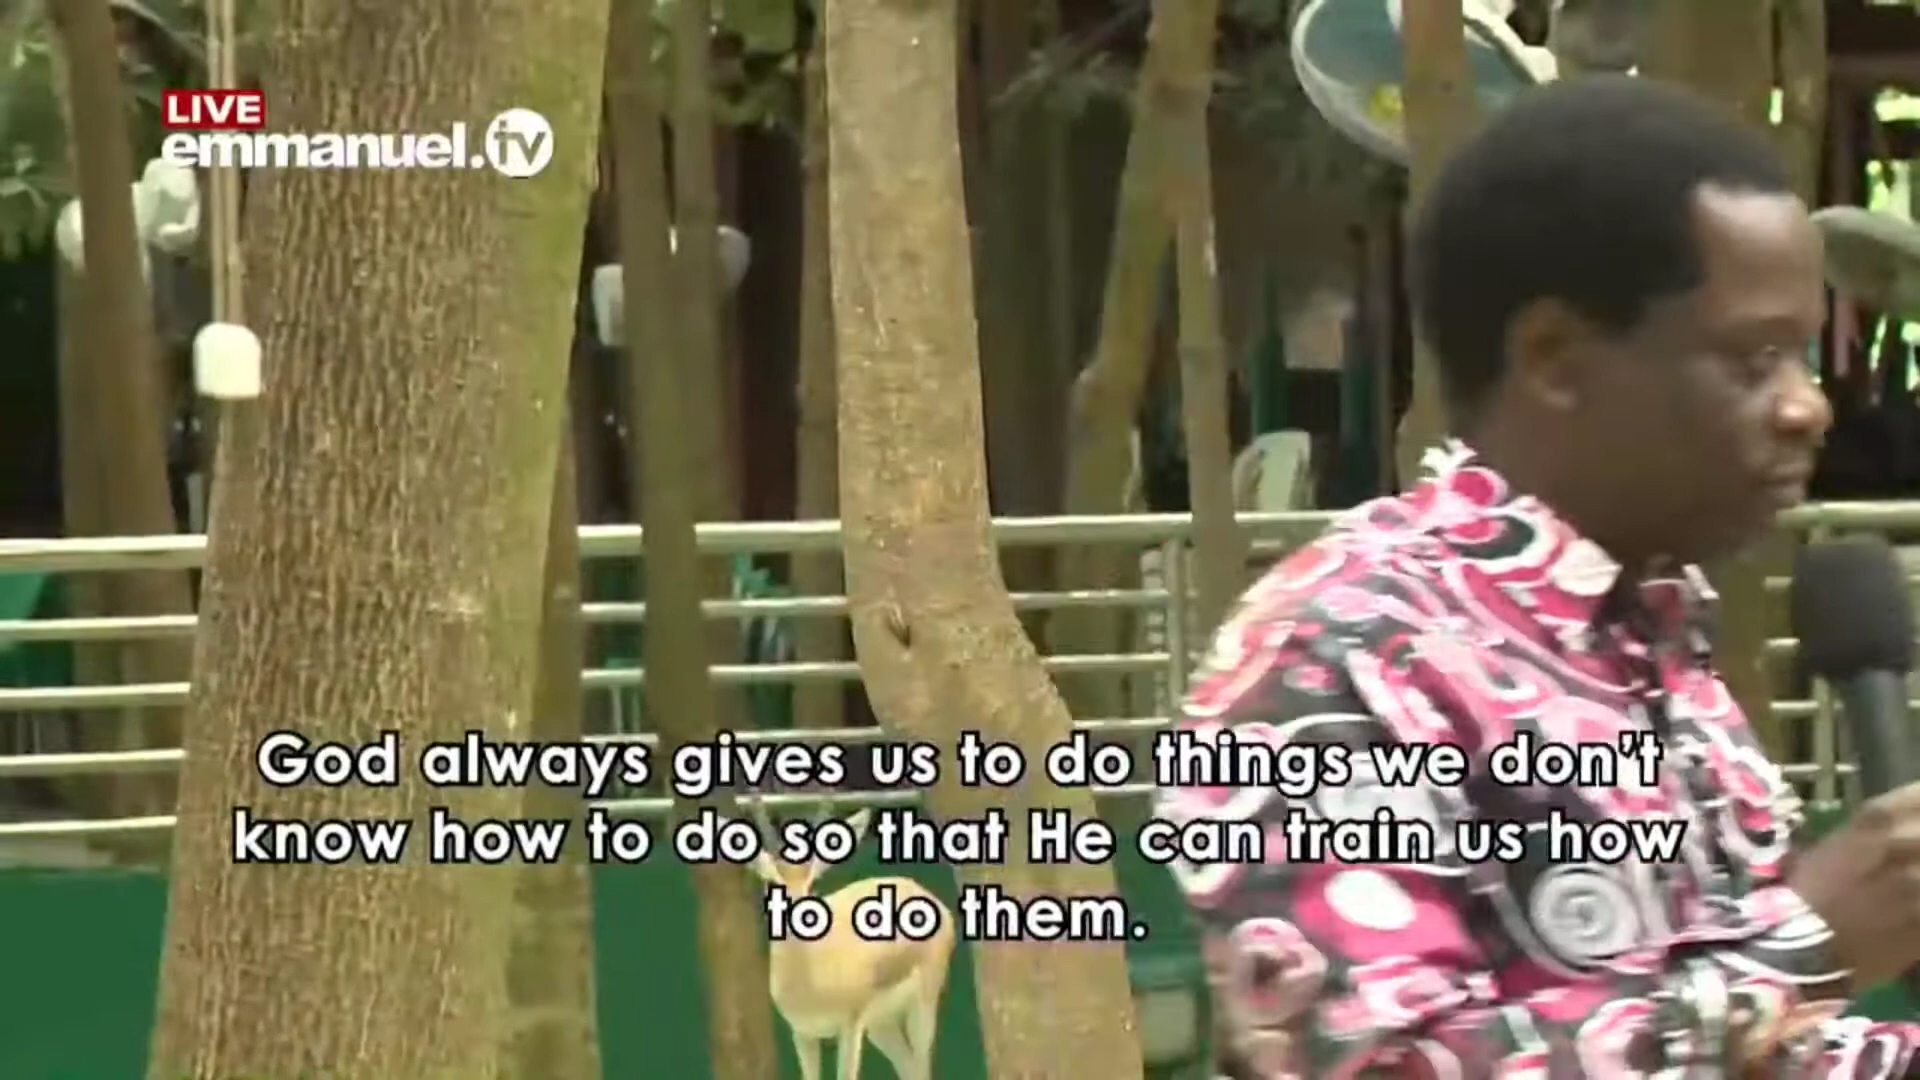 LIVE
emmanuel.tv
God always gives us to do things we don't
know how to do so that He can train us how
to do them.